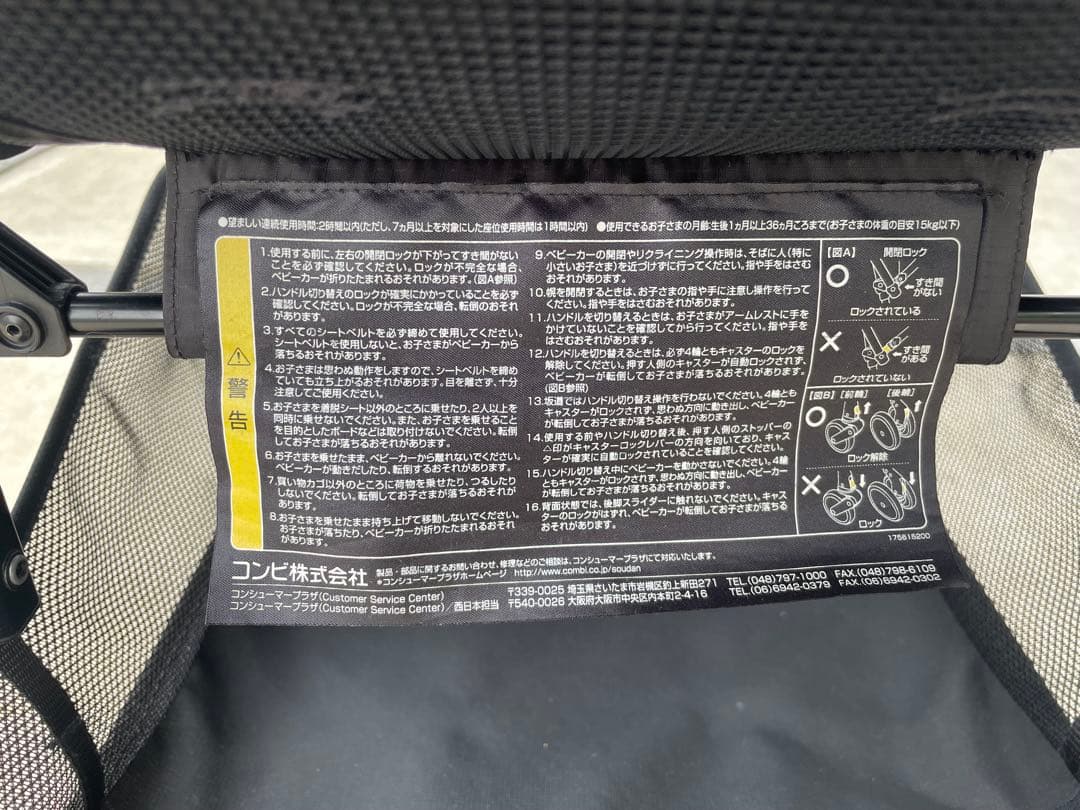 ●望ましい連続使用時間:2時間以内(ただし、7ヵ月以上を対象にした座位使用時間は1時間以内) ●使用できるお子さまの月齢:生後1ヵ月以上36ヵ月ころまで(お子さまの体重の目安15kg以下)
警告
1.使用する前に、左右の開閉ロックが下がってすき間がない
ことを必ず確認してください。ロックが不完全な場合、
ベビーカーが折りたたまれるおそれがあります。(図A参照)
2.ハンドル切り替えのロックが確実にかかっていることを必ず
確認してください。ロックが不完全な場合、転倒のおそれ
があります。
3.すべてのシートベルトを必ず締めて使用してください。
シートベルトを使用しないと、お子さまがベビーカーから
落ちるおそれがあります。
4.お子さまは思わぬ動作をしますので、シートベルトを締め
ていても立ち上がるおそれがあります。目を離さず、十分
注意してご使用ください。
5.お子さまを着脱シート以外のところに乗せたり、2人以上を
同時に乗せないでください。また、お子さまを乗せること
を目的としたボードなどは取り付けないでください。転倒
してお子さまが落ちるおそれがあります。
6.お子さまを乗せたまま、ベビーカーから離れないでください。
ベビーカーが動きだしたり、転倒するおそれがあります。
7.買い物カゴ以外のところに荷物を乗せたり、つるしたり
しないでください。転倒してお子さまが落ちるおそれがあり
ます。
8.お子さまを乗せたまま持ち上げて移動しないでください。
お子さまが落ちたり、ベビーカーが折りたたまれるおそれ
があります。
9.ベビーカーの開閉やリクライニング操作時は、そばに人(特に
小さいお子さま)を近づけずに行ってください。指や手をはさむ
おそれがあります。
10.幌を開閉するときは、お子さまの指や手に注意し操作を行って
ください。指や手をはさむおそれがあります。
11.ハンドルを切り替えるときは、お子さまがアームレストに手を
かけていないことを確認してから行ってください。指や手を
はさむおそれがあります。
12.ハンドルを切り替えるときは、必ず4輪ともキャスターのロックを
解除してください。押す人側のキャスターが自動ロックされず、
ベビーカーが転倒してお子さまが落ちるおそれがあります。
(図B参照)
13.坂道ではハンドル切り替え操作を行わないでください。4輪とも
キャスターがロックされず、思わぬ方向に動き出し、ベビーカー
が転倒してお子さまが落ちるおそれがあります。
14.使用する前やハンドル切り替え後、押す人側のストッパーの
△印がキャスターロックレバーの方向を向いており、キャス
ターが確実に自動ロックされていることを確認してください。
15.ハンドル切り替え中にベビーカーを動かさないでください。4輪
ともキャスターがロックされず、思わぬ方向に動き出し、ベビーカー
が転倒してお子さまが落ちるおそれがあります。
16.背面状態では、後脚スライダーに触れないでください。キャス
ターのロックがはずれ、ベビーカーが転倒してお子さまが落ちる
おそれがあります。
【図A】 開閉ロック
すき間
がない
ロックされている
すき間
がある
ロックされていない
【図B】【前輪】 【後輪】
ロック解除
ロック
175615200
コンビ株式会社 製品・部品に関するお問い合わせ、修理などのご相談は、コンシューマープラザにて対応いたします。
*コンシューマープラザホームページ http://www.combi.co.jp/soudan
コンシューマープラザ(Customer Service Center) 〒339-0025 埼玉県さいたま市岩槻区釣上新田271 TEL.(048)797-1000 FAX.(048)798-6109
コンシューマープラザ(Customer Service Center)/西日本担当 〒540-0026 大阪府大阪市中央区内本町2-4-16 TEL.(06)6942-0379 FAX.(06)6942-0302